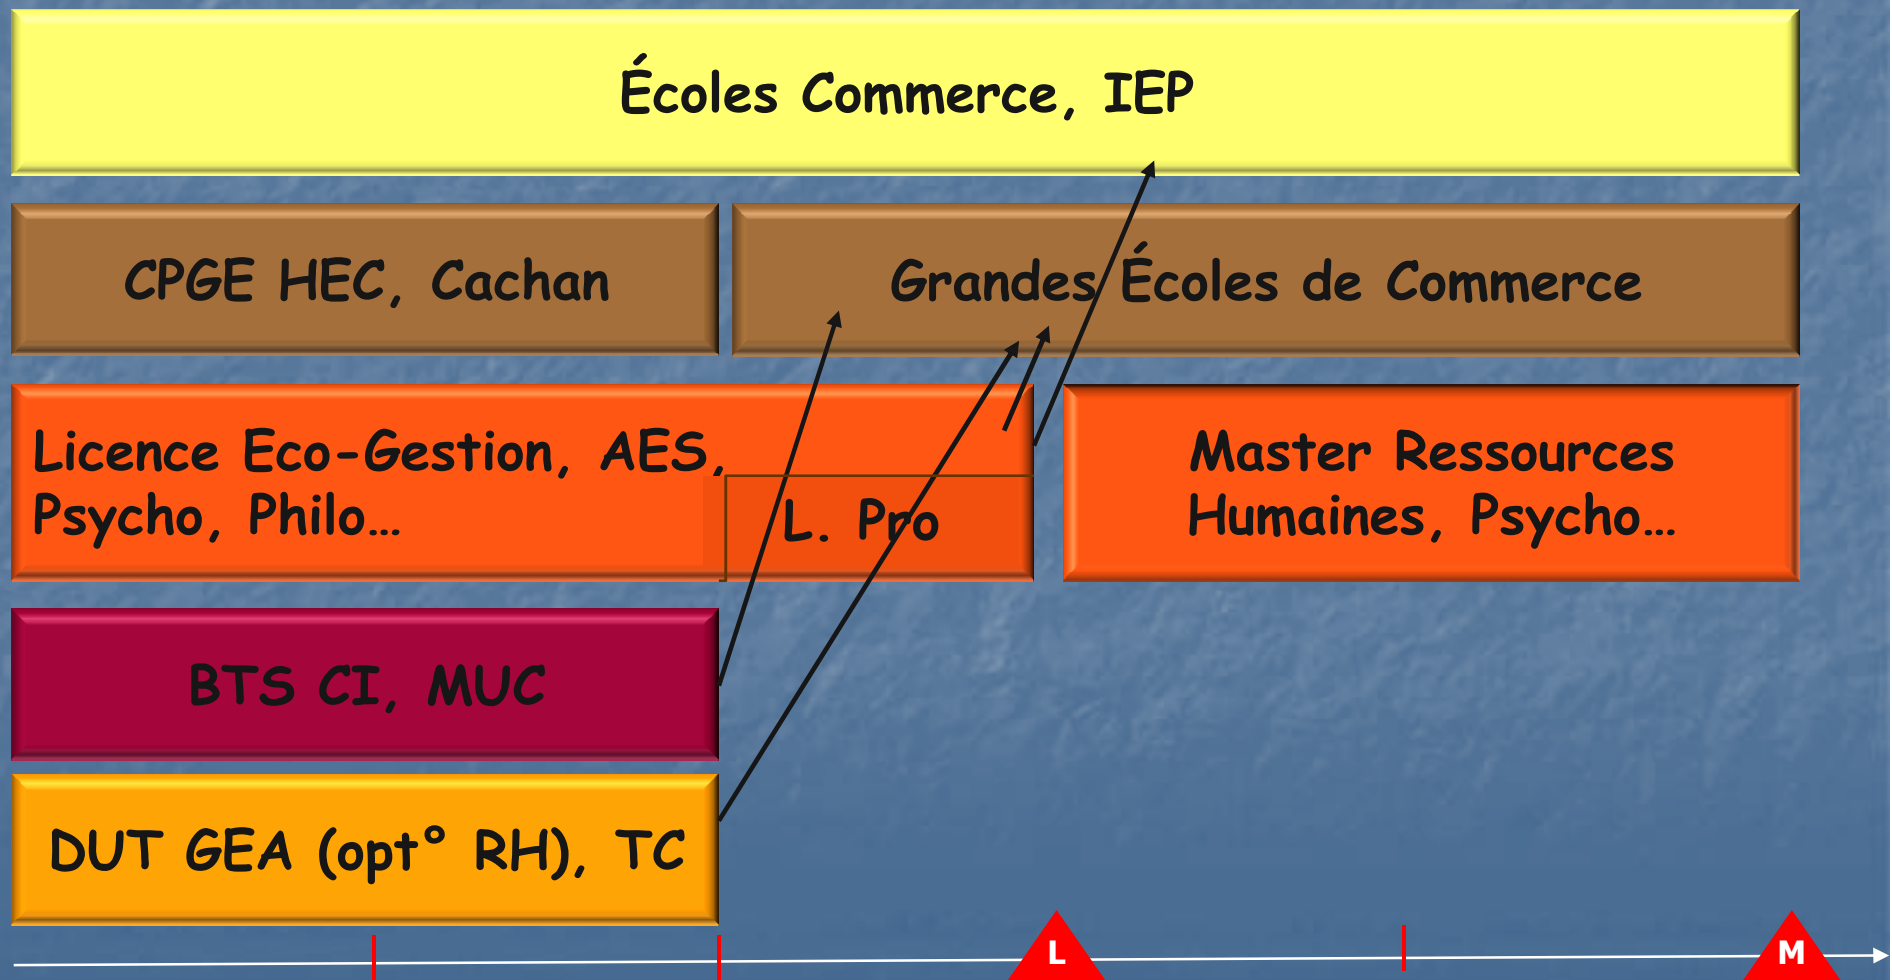 Écoles Commerce, IEP
CPGE HEC, Cachan
Grandes Écoles de Commerce
Licence Eco-Gestion, AES,
Psycho, Philo…
L. Pro
Master Ressources
Humaines, Psycho…
BTS CI, MUC
DUT GEA (opt° RH), TC
L
M